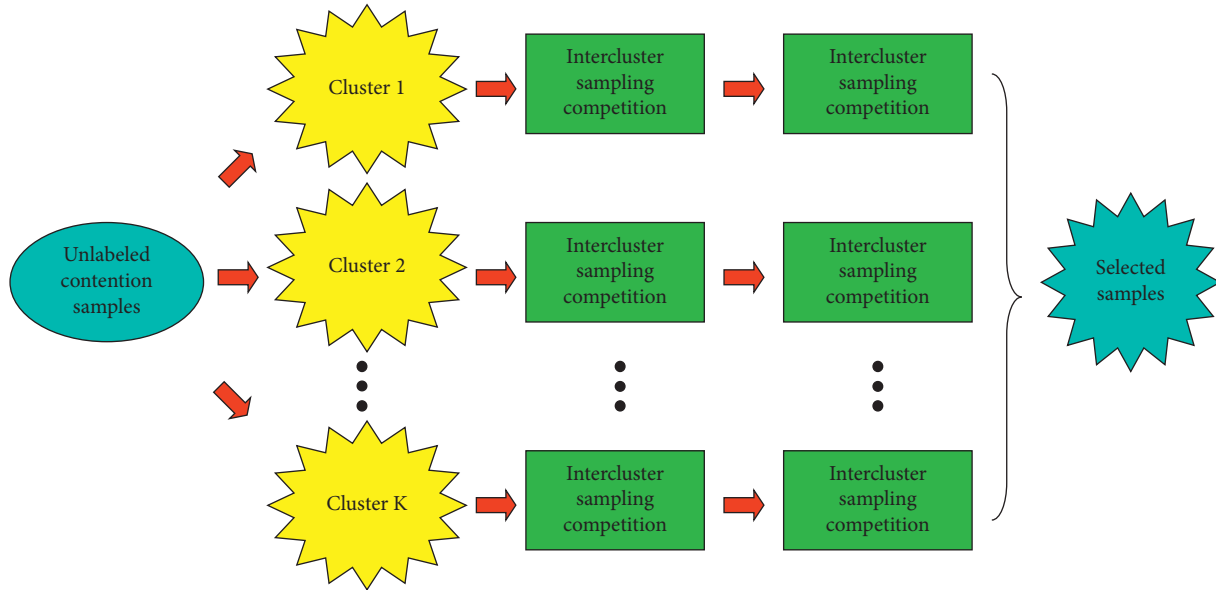 Unlabeled
contention
samples
Cluster 1
Intercluster
sampling
competition
Intercluster
sampling
competition
Cluster 2
Intercluster
sampling
competition
Intercluster
sampling
competition
Cluster K
Intercluster
sampling
competition
Intercluster
sampling
competition
Selected
samples